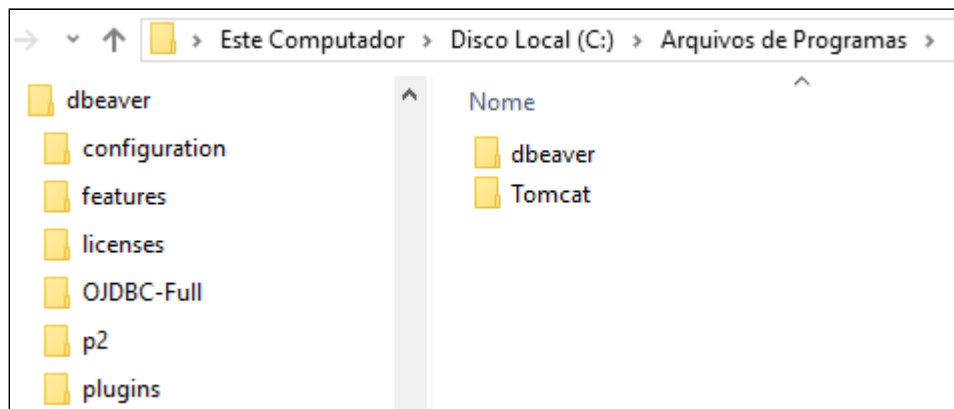 Este Computador > Disco Local (C:) > Arquivos de Programas >
dbeaver
configuration
features
licenses
OJDBC-Full
p2
plugins
Nome
dbeaver
Tomcat